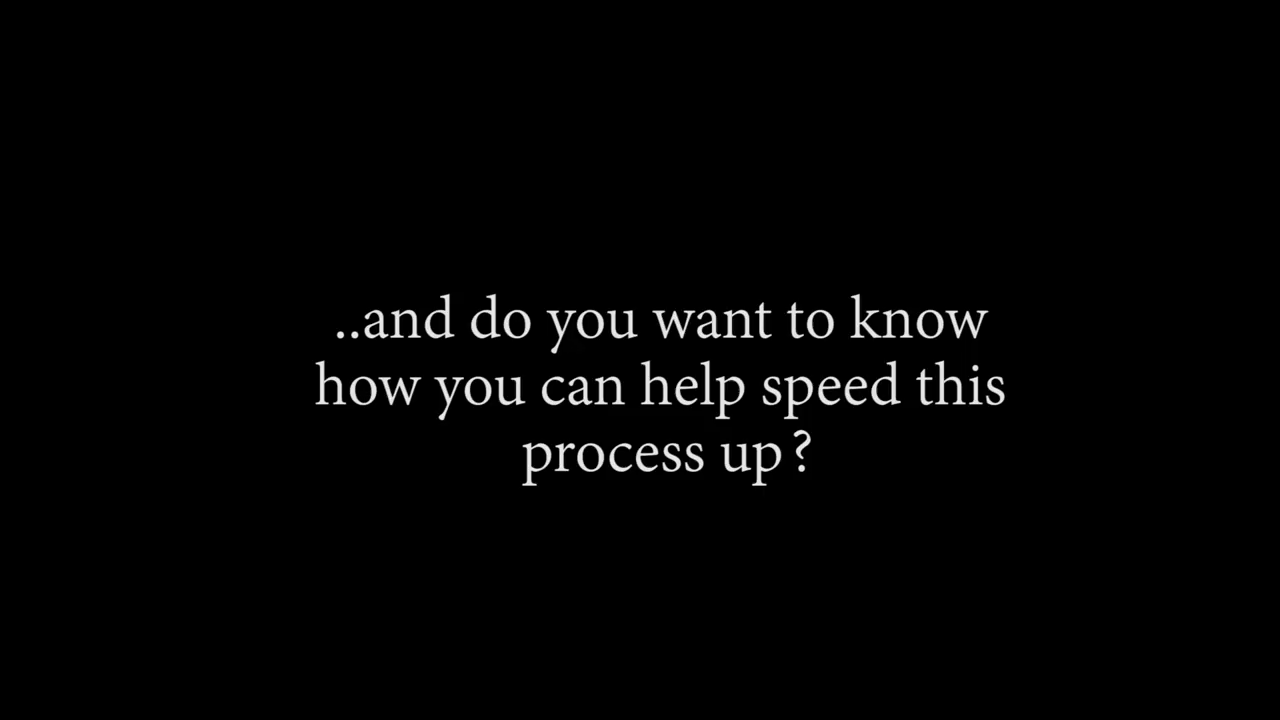 ..and do you want to know
how you can help speed this
process up?